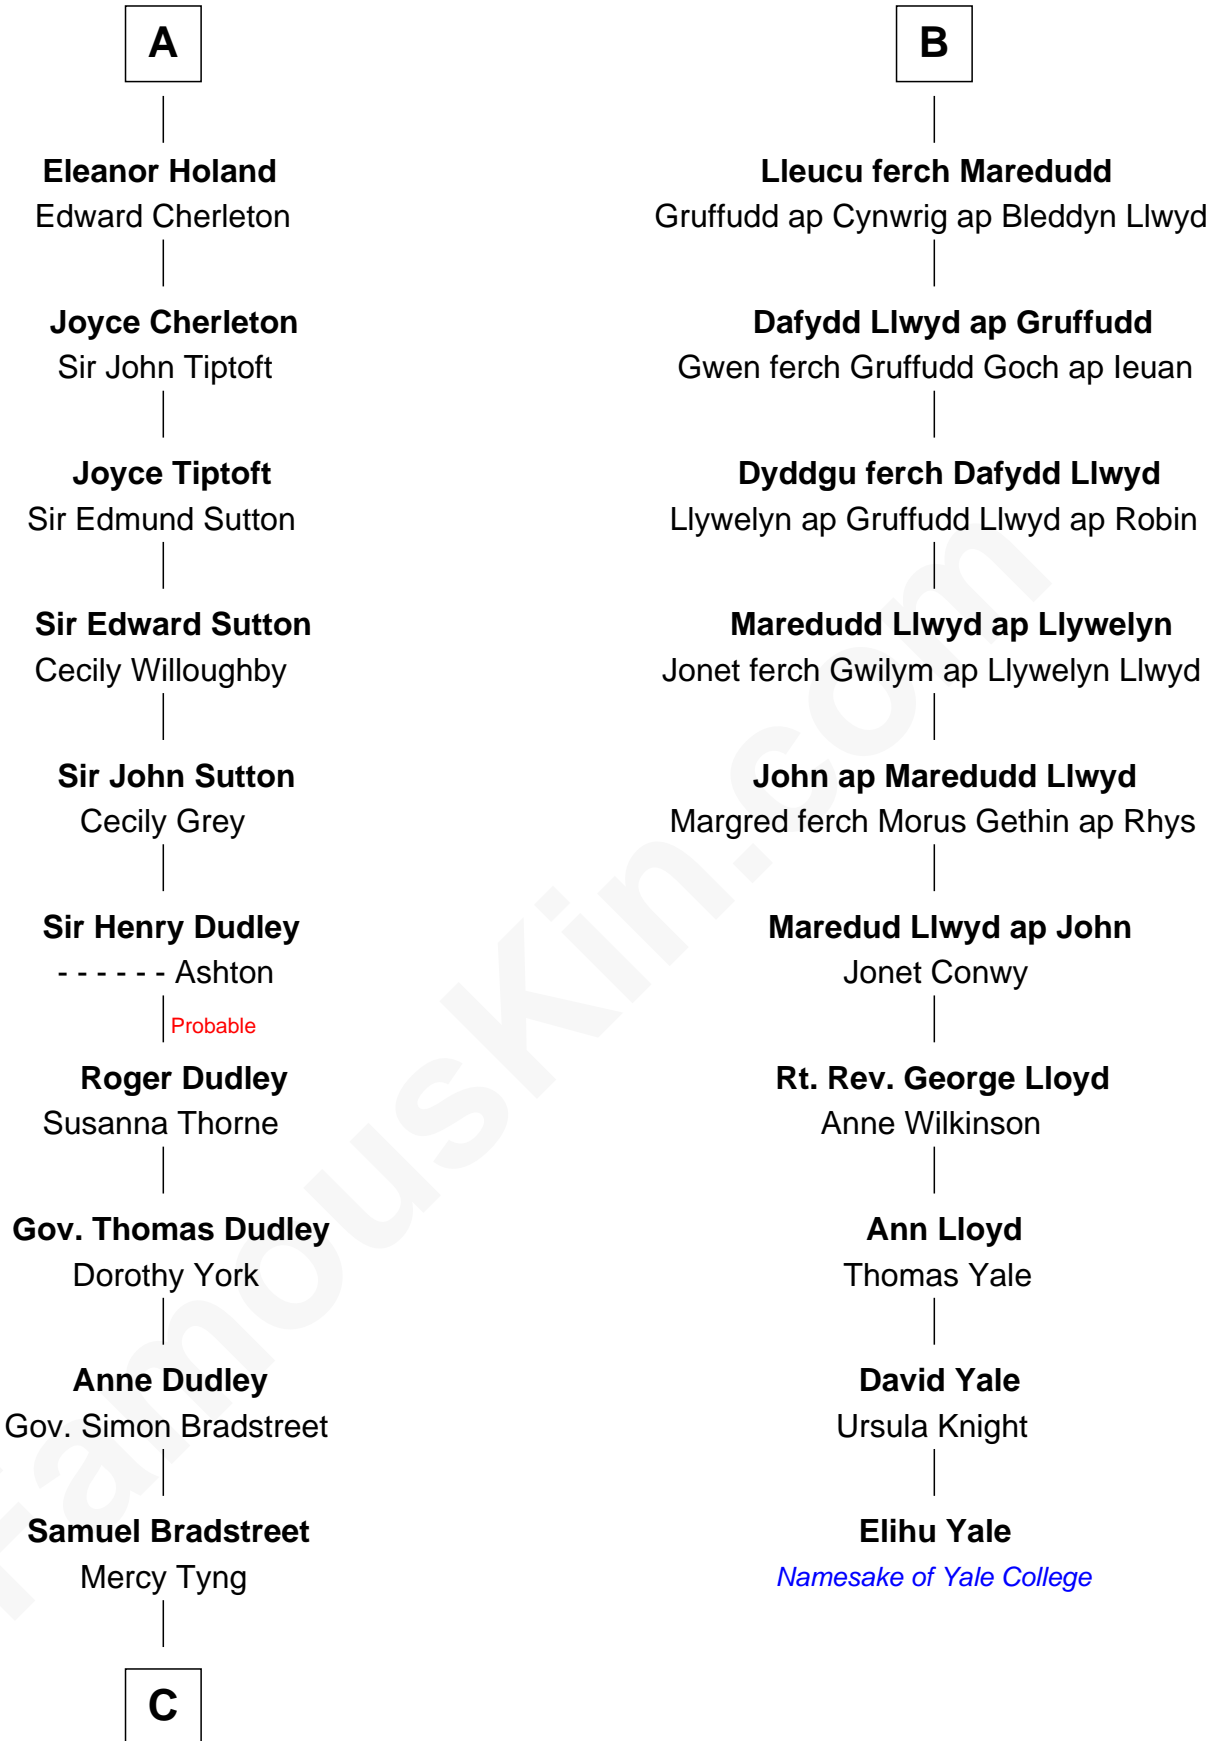 A
Eleanor Holand
Edward Cherleton
Joyce Cherleton
Sir John Tiptoft
Joyce Tiptoft
Sir Edmund Sutton
Sir Edward Sutton
Cecily Willoughby
Sir John Sutton
Cecily Grey
Sir Henry Dudley
- - - - - - Ashton
Probable
Roger Dudley
Susanna Thorne
Gov. Thomas Dudley
Dorothy York
Anne Dudley
Gov. Simon Bradstreet
Samuel Bradstreet
Mercy Tyng
C
B
Lleucu ferch Maredudd
Gruffudd ap Cynwrig ap Bleddyn Llwyd
Dafydd Llwyd ap Gruffudd
Gwen ferch Gruffudd Goch ap Ieuan
Dyddgu ferch Dafydd Llwyd
Llywelyn ap Gruffudd Llwyd ap Robin
Maredudd Llwyd ap Llywelyn
Jonet ferch Gwilym ap Llywelyn Llwyd
John ap Maredudd Llwyd
Margred ferch Morus Gethin ap Rhys
Maredud Llwyd ap John
Jonet Conwy
Rt. Rev. George Lloyd
Anne Wilkinson
Ann Lloyd
Thomas Yale
David Yale
Ursula Knight
Elihu Yale
Namesake of Yale College
FamousKin.com